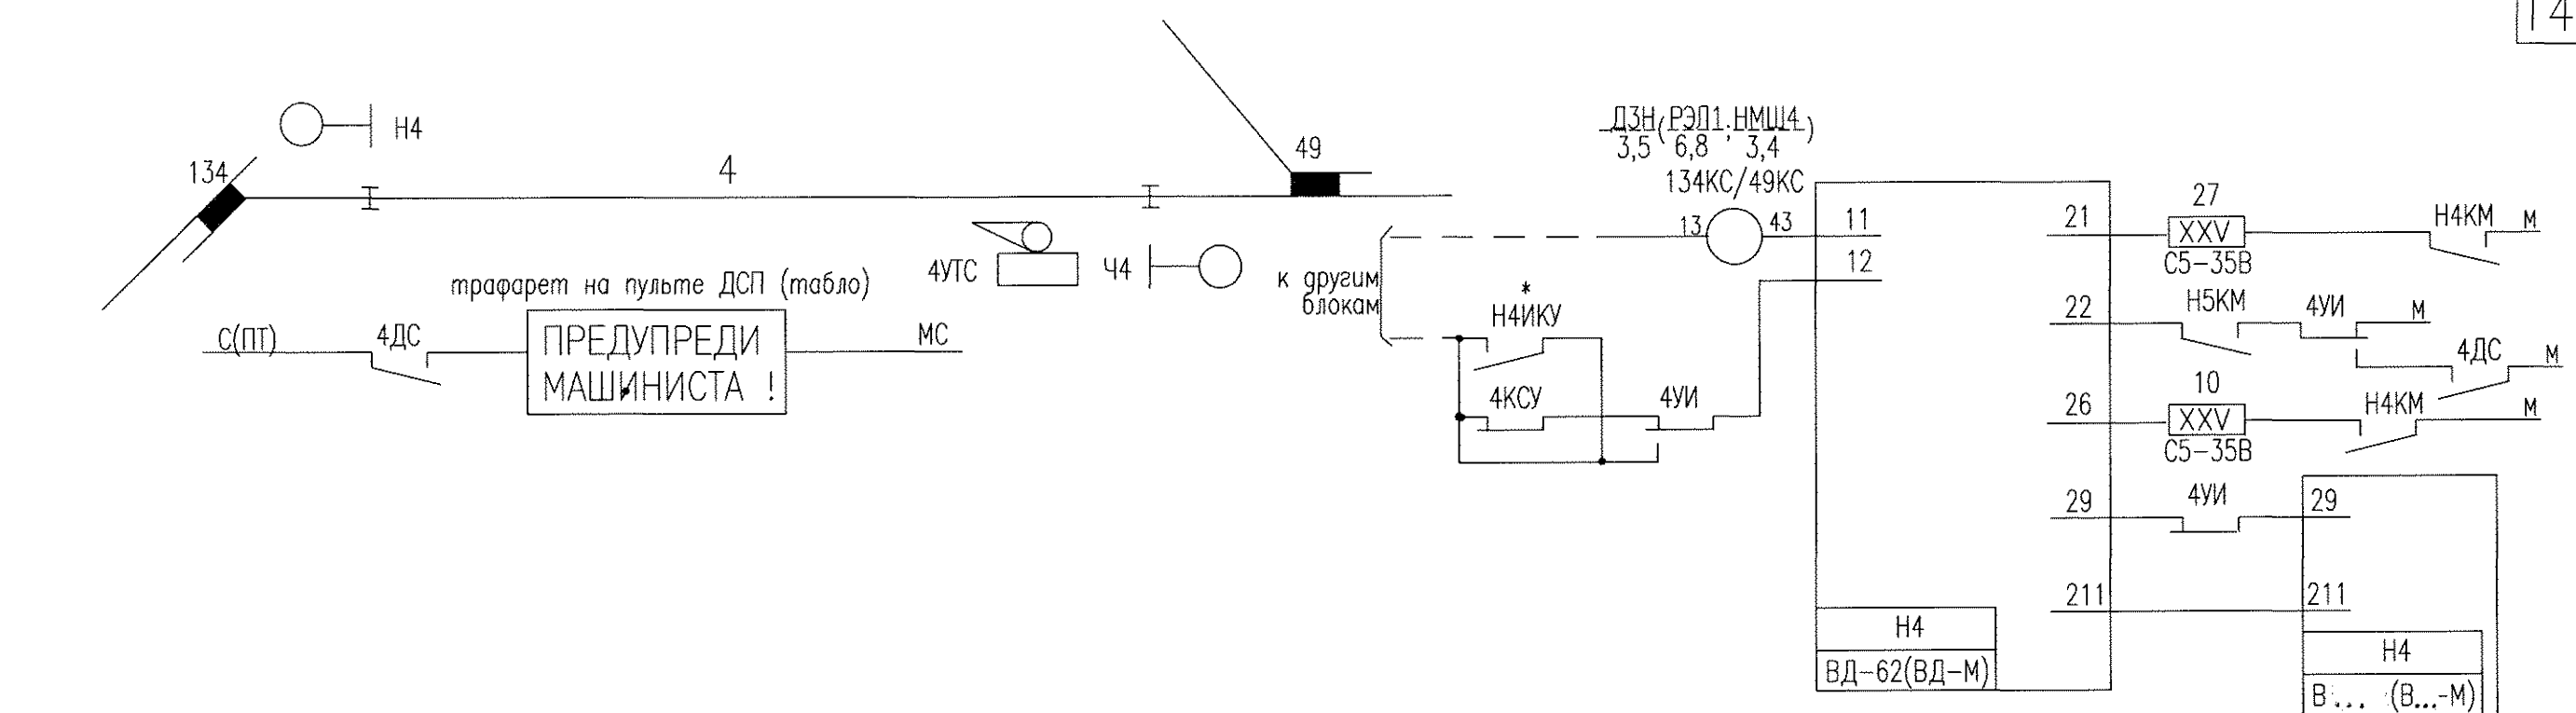 14
Н4
134
4
49
ДЗН (РЭЛ1; НМШ4)
3,5 6,8 3,4
134КС/49КС
13
43
11
12
к другим
блокам
4УТС
Ч4
трафарет на пульте ДСП (табло)
С(ПТ)
4ДС
ПРЕДУПРЕДИ
МАШИНИСТА !
МС
*
Н4ИКУ
4КСУ
4УИ
21
27
XXV
С5-35В
Н4КМ
М
22
Н5КМ
4УИ
М
4ДС
М
26
10
XXV
С5-35В
Н4КМ
М
29
4УИ
29
211
211
Н4
ВД-62(ВД-М)
Н4
В... (В...-М)